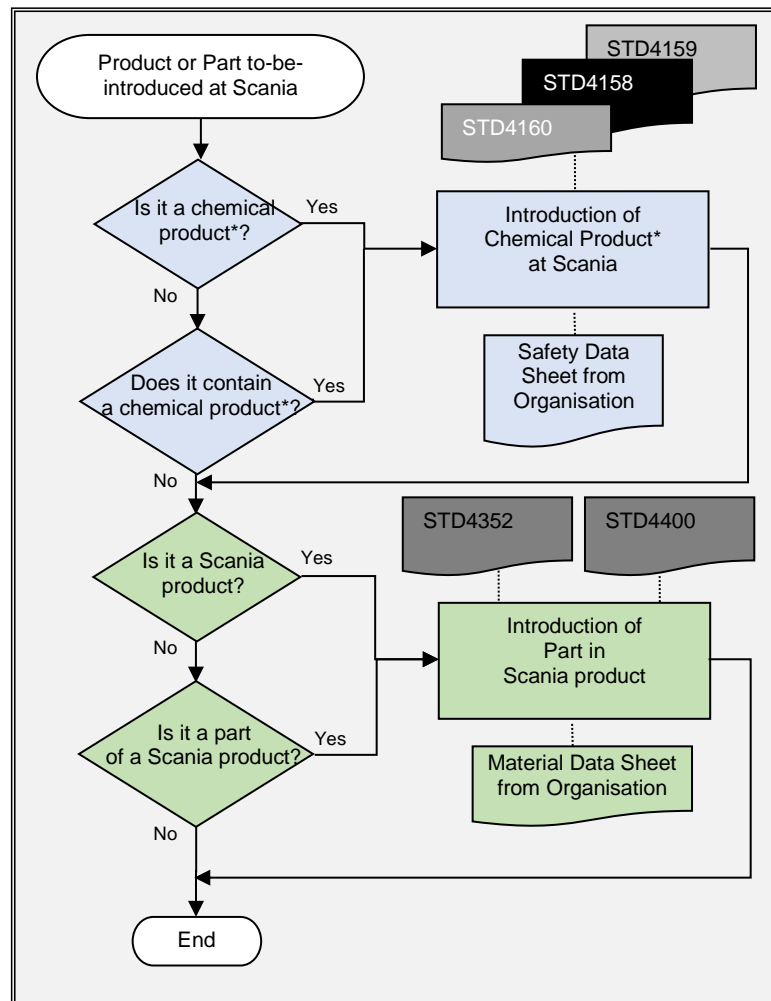 Product or Part to-be-
introduced at Scania
STD4159
STD4158
STD4160
Is it a chemical
product*?
Yes
No
Introduction of
Chemical Product*
at Scania
Does it contain
a chemical product*?
Yes
No
Safety Data
Sheet from
Organisation
STD4352
STD4400
Is it a Scania
product?
Yes
No
Introduction of
Part in
Scania product
Is it a part
of a Scania product?
Yes
No
Material Data Sheet
from Organisation
End